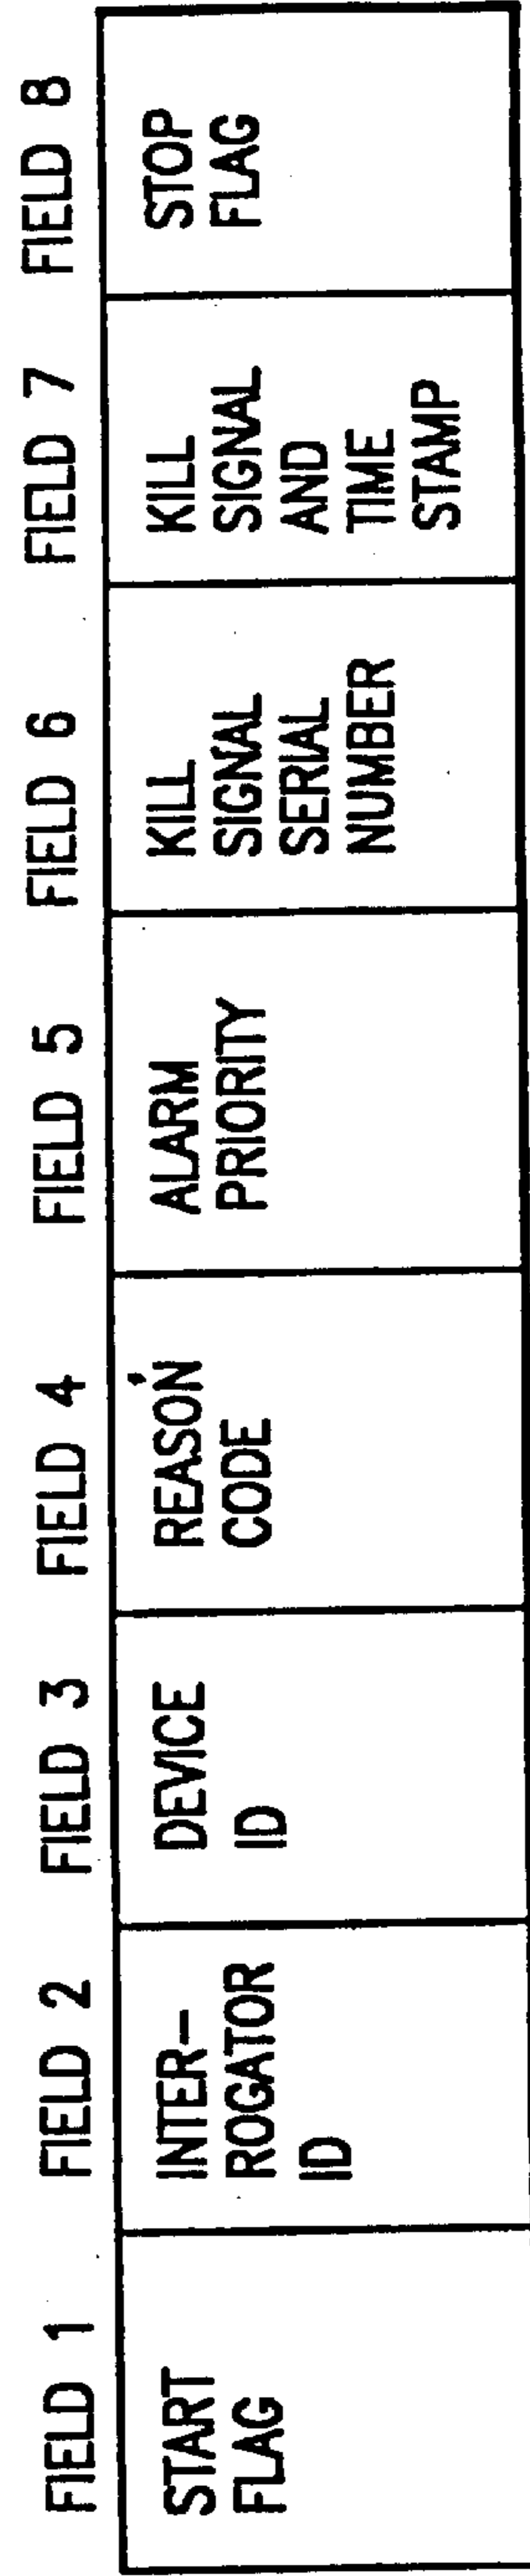 FIELD 1
START
FLAG
FIELD 2
INTER-
ROGATOR
ID
FIELD 3
DEVICE
ID
FIELD 4
REASON
CODE
FIELD 5
ALARM
PRIORITY
FIELD 6
KILL
SIGNAL
SERIAL
NUMBER
FIELD 7
KILL
SIGNAL
AND
TIME
STAMP
FIELD 8
STOP
FLAG